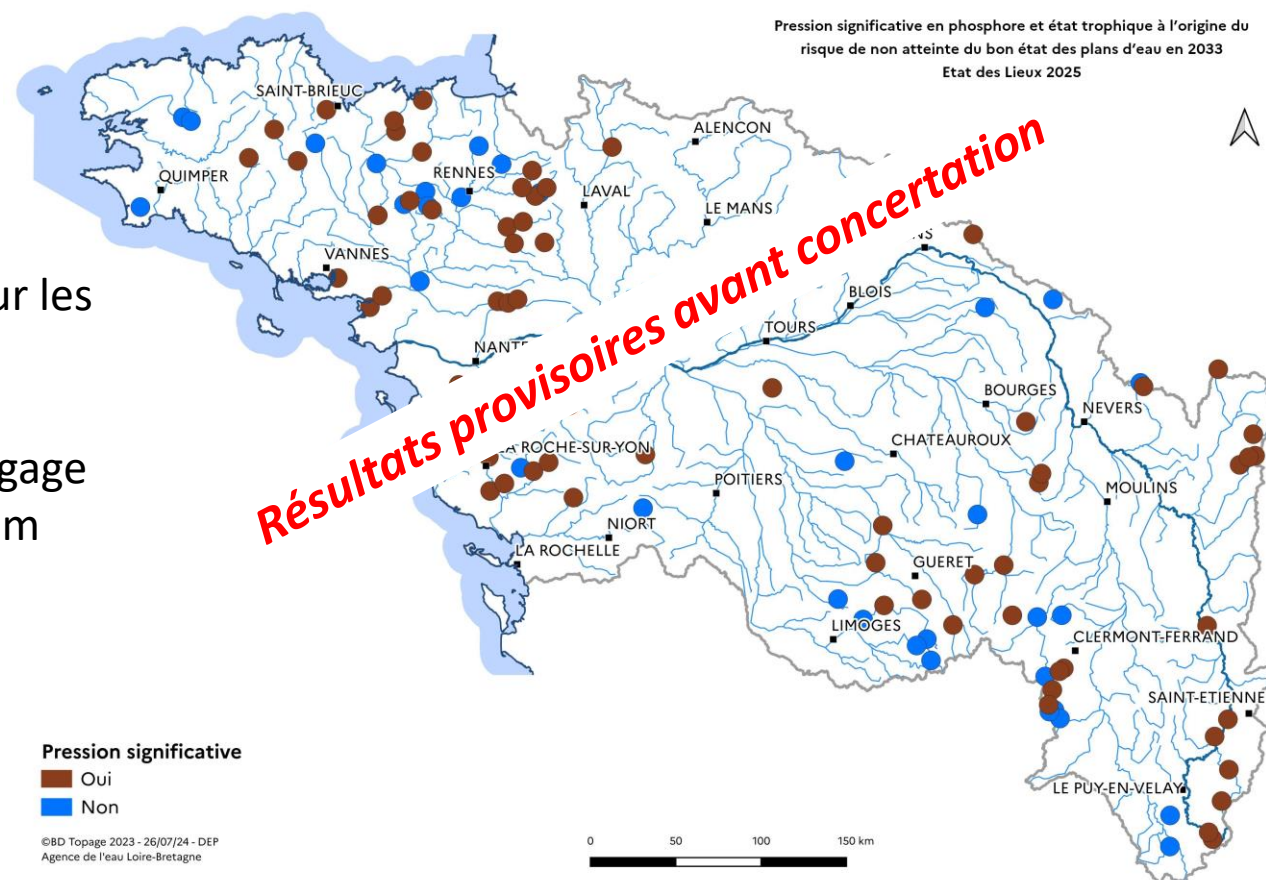 Pression significative en phosphore et état trophique à l'origine du
risque de non atteinte du bon état des plans d'eau en 2033
Etat des Lieux 2025
SAINT-BRIEUC
ALENCON
QUIMPER
RENNES
LAVAL
LE MANS
VANNES
NS
ur les
BLOIS
TOURS
NANT
Résultats provisoires avant concertation
BOURGES
NEVERS
CHATEAUROUX
LA ROCHE-SUR-YON
gage
POITIERS
MOULINS
m
NIORT
LA ROCHELLE
GUERET
LIMOGES
CLERMONT-FERRAND
SAINT-ETIENNE
LE PUY-EN-VELAY
Pression significative
Oui
Non
©BD Topage 2023 - 26/07/24 - DEP
Agence de l'eau Loire-Bretagne
0 50 100 150 km